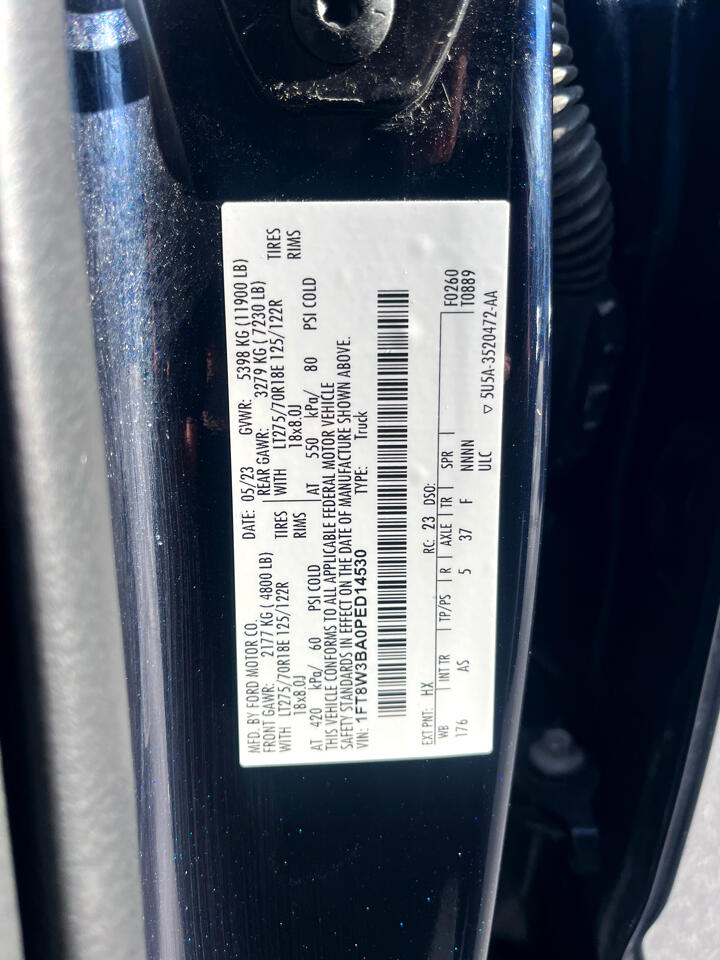 MFD. BY FORD MOTOR CO.
DATE: 05/23 GVWR: 5398 KG (11900 LB)
FRONT GAWR: 2177 KG ( 4800 LB) REAR GAWR: 3279 KG ( 7230 LB)
WITH LT275/70R18E 125/122R TIRES WITH LT275/70R18E 125/122R TIRES
18x8.0J RIMS 18x8.0J RIMS
AT 420 kPa/ 60 PSI COLD AT 550 kPa/ 80 PSI COLD
THIS VEHICLE CONFORMS TO ALL APPLICABLE FEDERAL MOTOR VEHICLE
SAFETY STANDARDS IN EFFECT ON THE DATE OF MANUFACTURE SHOWN ABOVE.
VIN: 1FT8W3BA0PED14530 TYPE: Truck
EXT PNT: HX RC: 23 DSO: F0260
WB INT TR TP/PS R AXLE TR SPR T0889
176 AS 5 37 F NNNN
ULC ▽ 5U5A-3520472-AA